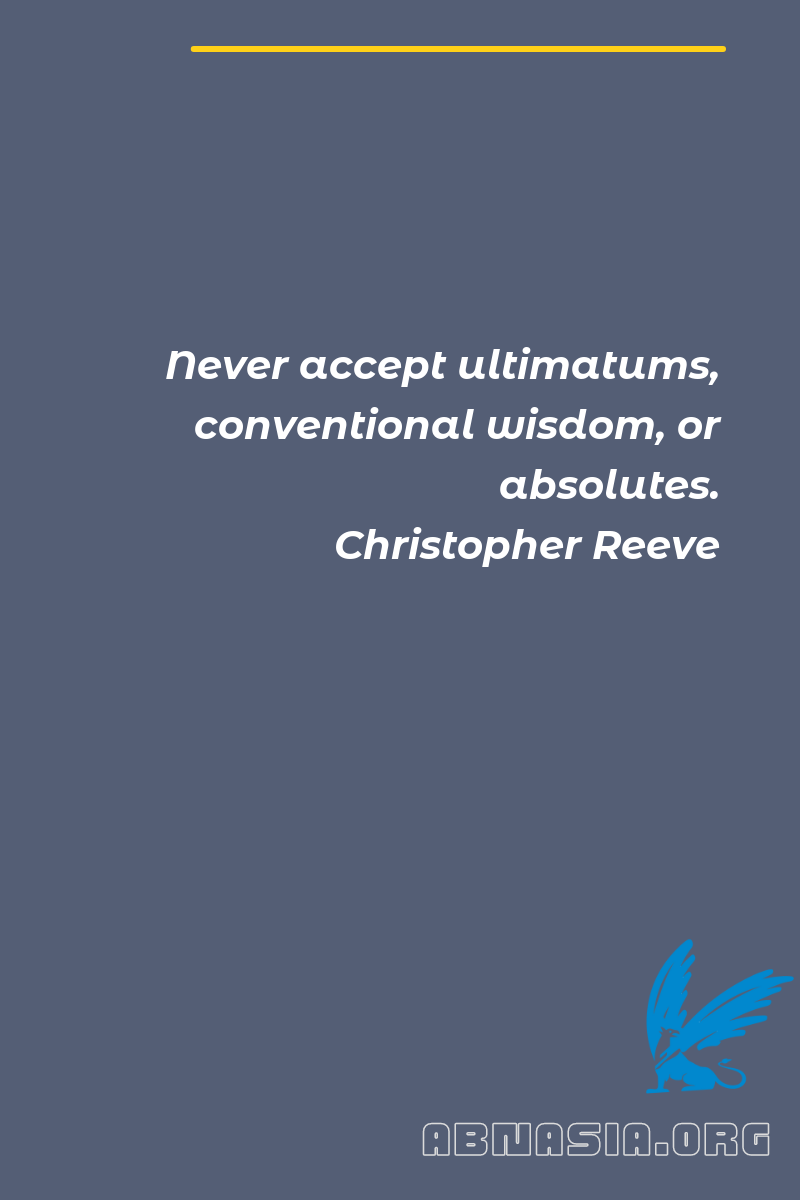 Never accept ultimatums,
conventional wisdom, or
absolutes.
Christopher Reeve
ABNASIA.ORG